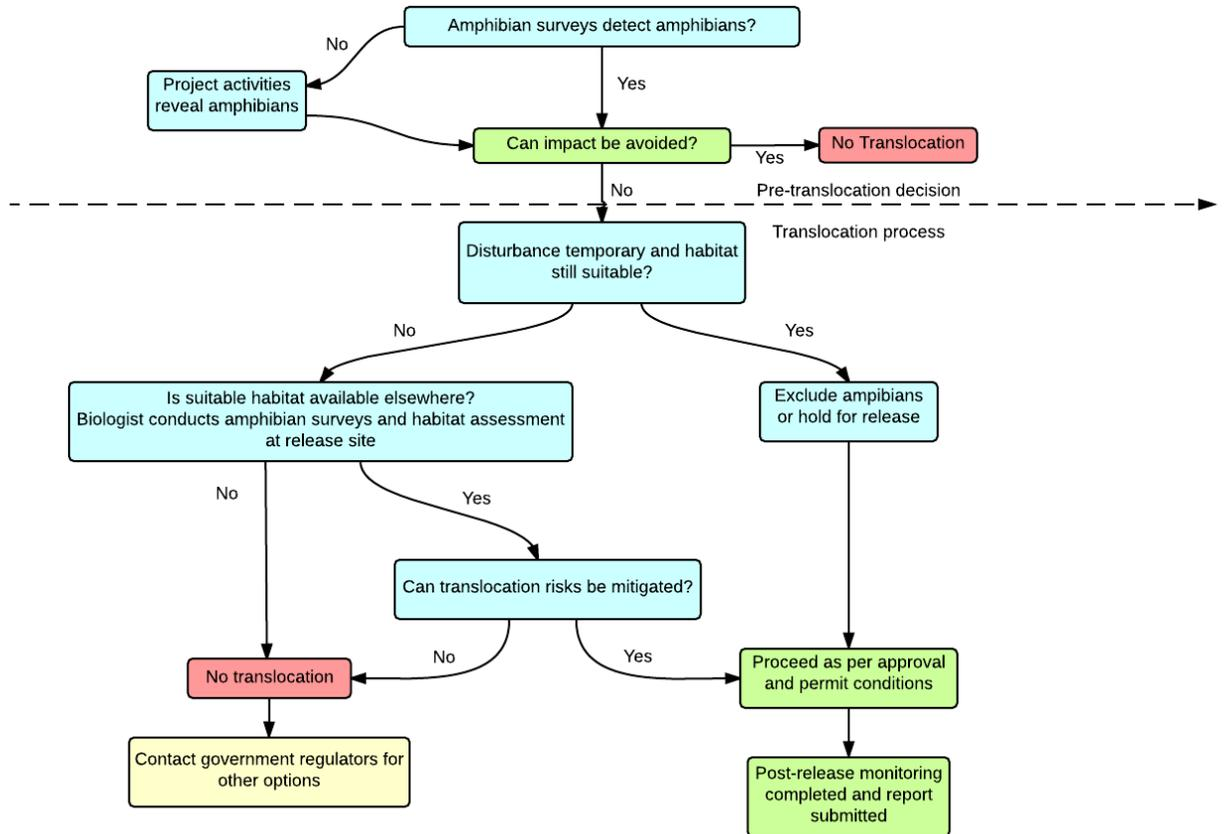 Amphibian surveys detect amphibians?
No
Yes
Project activities
reveal amphibians
Can impact be avoided?
Yes
No Translocation
No
Pre-translocation decision
Translocation process
Disturbance temporary and habitat
still suitable?
No
Yes
Is suitable habitat available elsewhere?
Biologist conducts amphibian surveys and habitat assessment
at release site
Exclude ampibians
or hold for release
No
Yes
Can translocation risks be mitigated?
No
Yes
No translocation
Proceed as per approval
and permit conditions
Contact government regulators for
other options
Post-release monitoring
completed and report
submitted